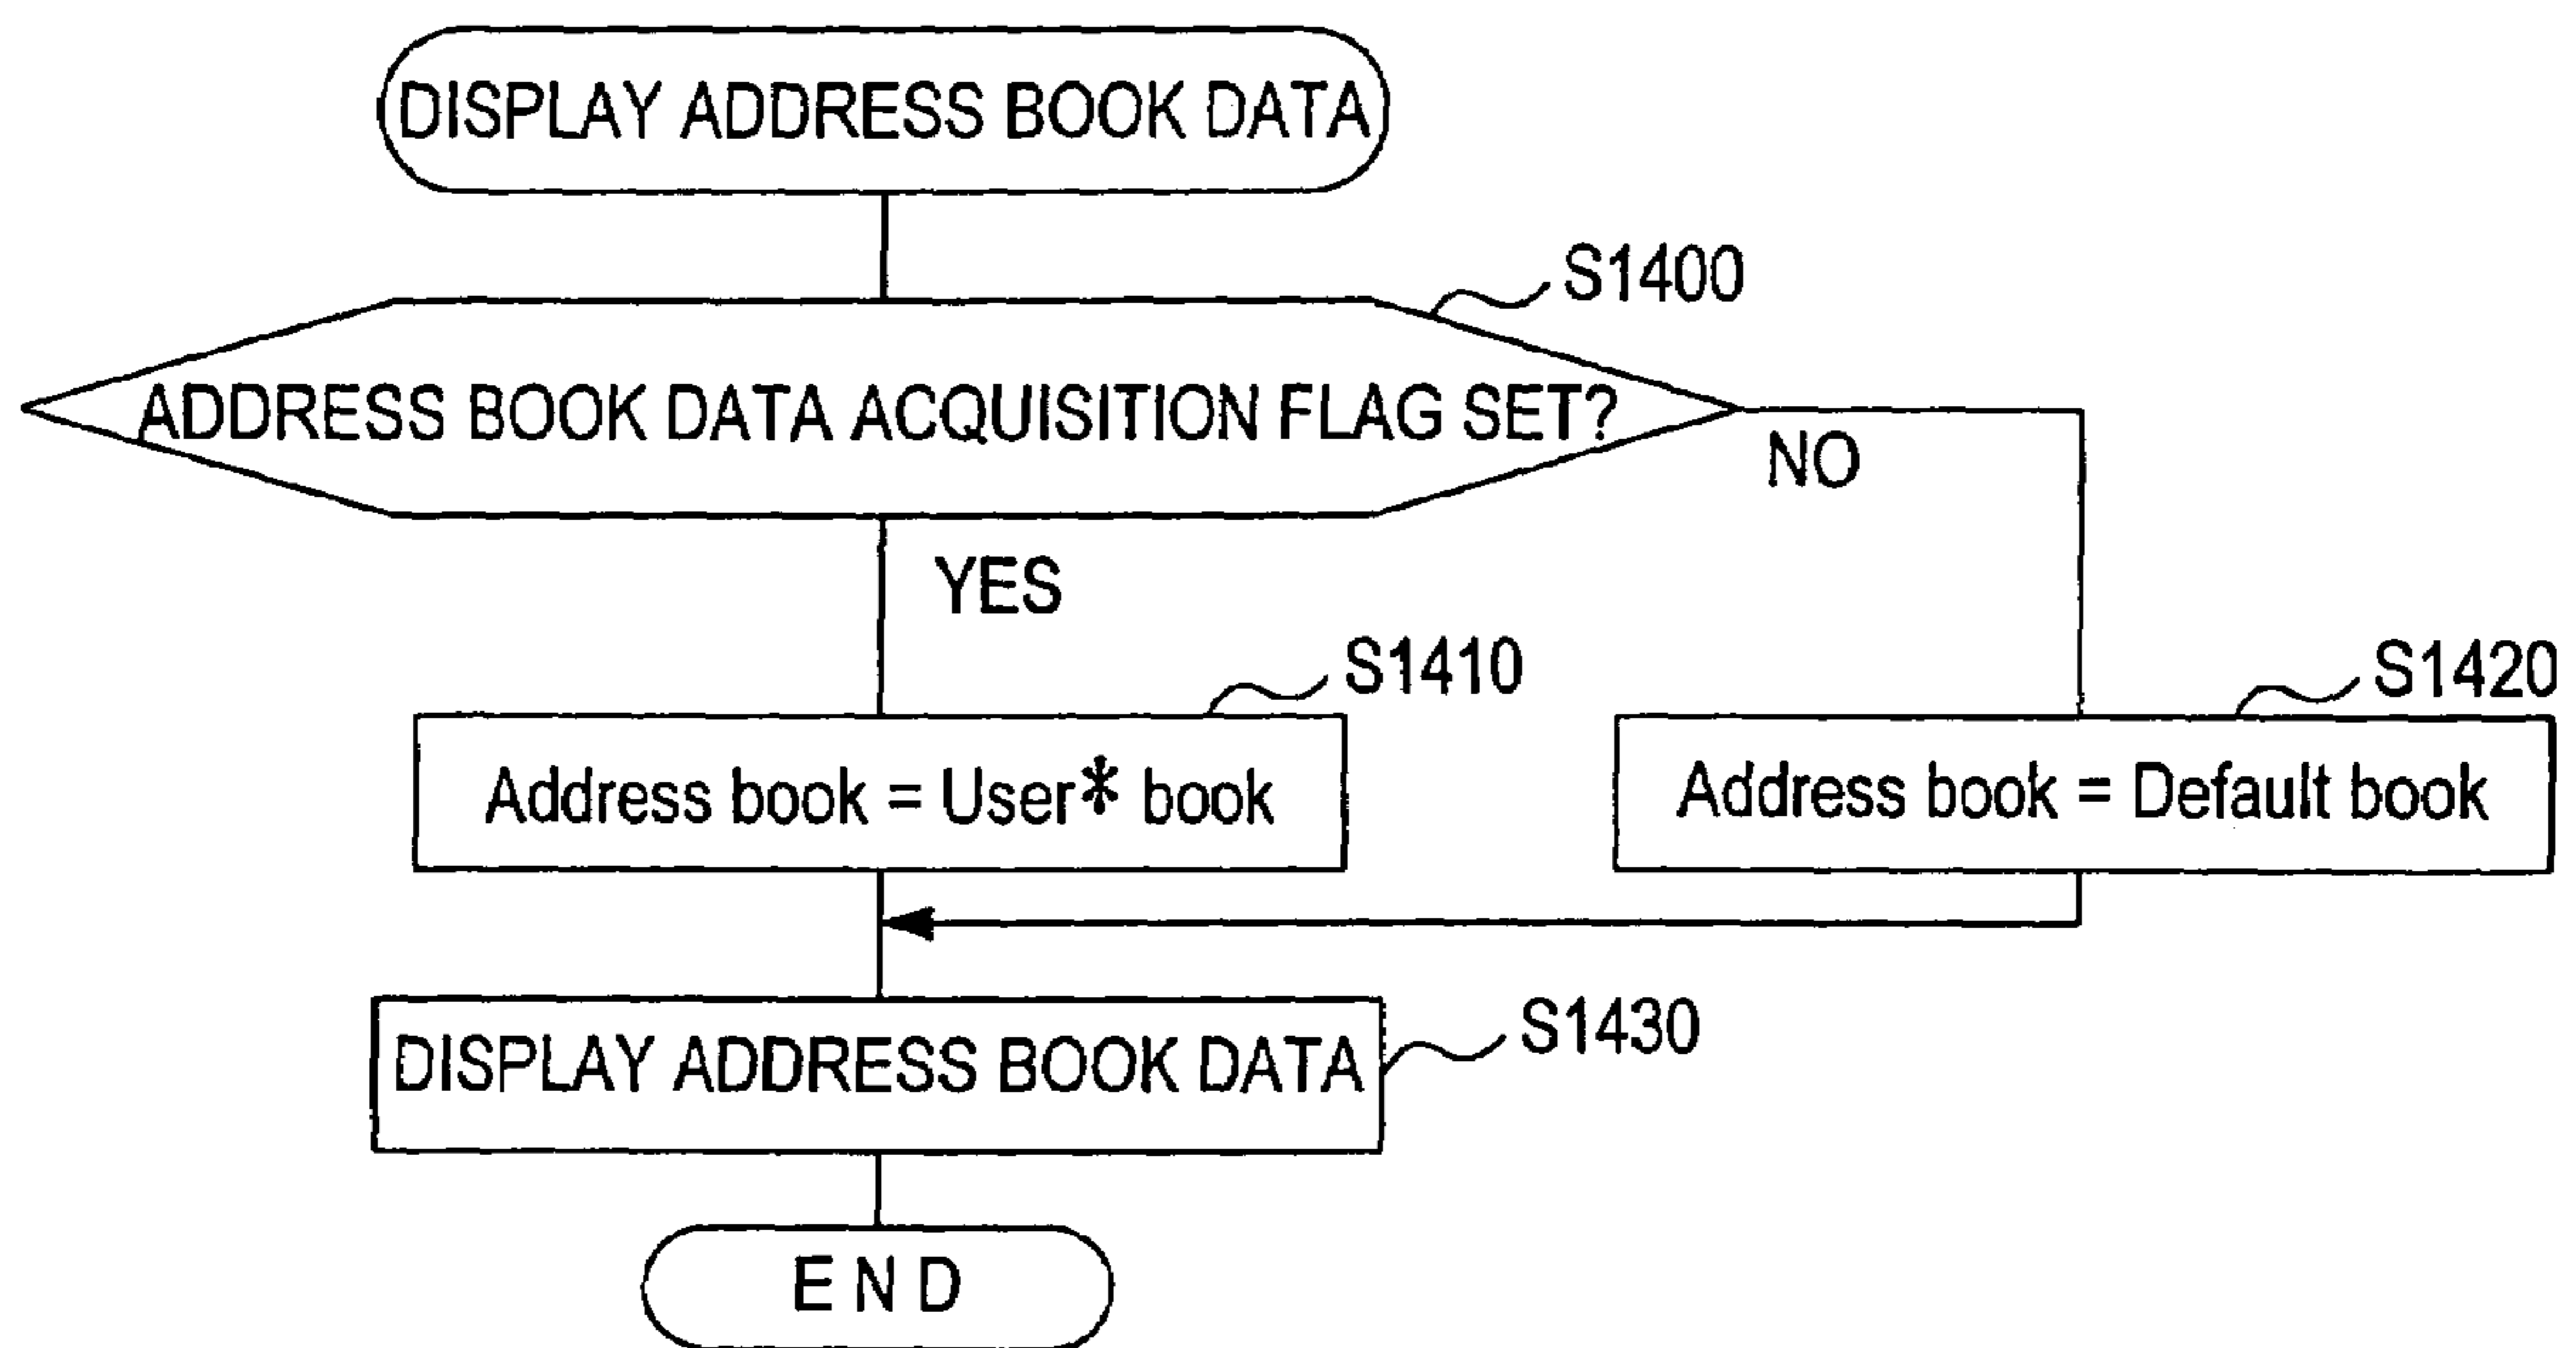 DISPLAY ADDRESS BOOK DATA
S1400
ADDRESS BOOK DATA ACQUISITION FLAG SET?
NO
YES
S1410
S1420
Address book = User* book
Address book = Default book
DISPLAY ADDRESS BOOK DATA
S1430
END